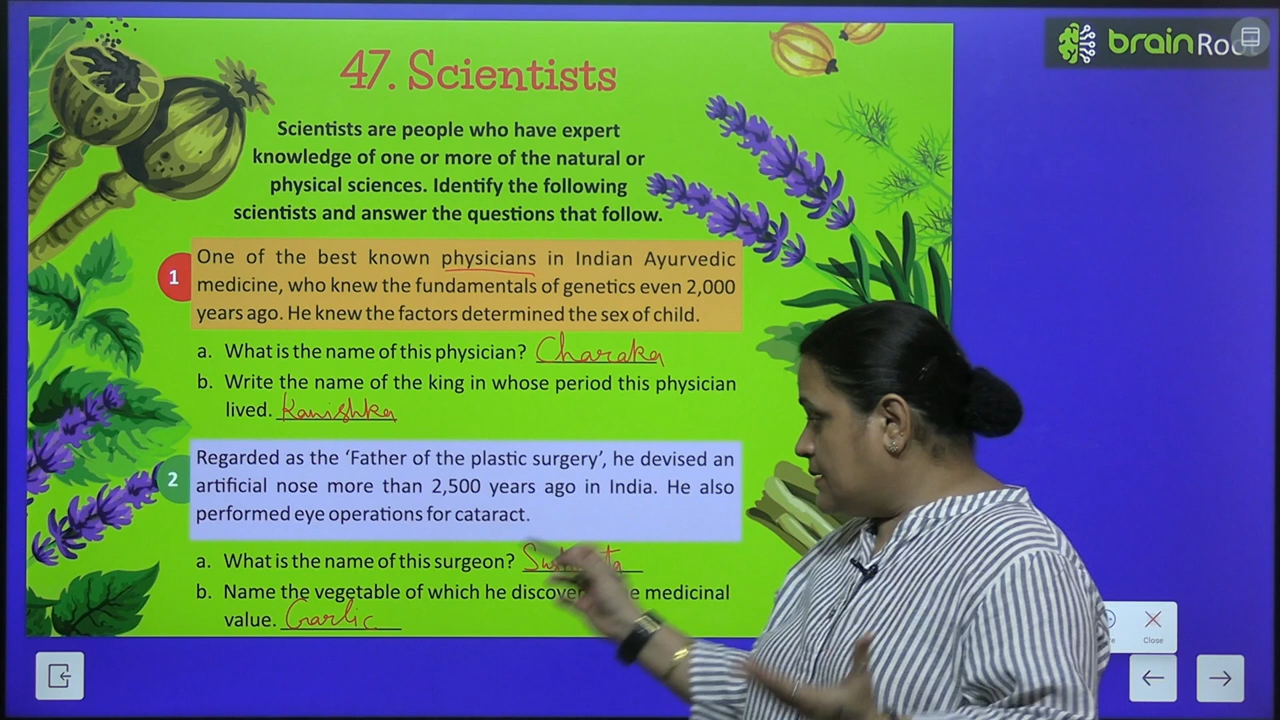 brainRoo
47. Scientists
Scientists are people who have expert
knowledge of one or more of the natural or
physical sciences. Identify the following
scientists and answer the questions that follow.
1
One of the best known physicians in Indian Ayurvedic
medicine, who knew the fundamentals of genetics even 2,000
years ago. He knew the factors determined the sex of child.
a. What is the name of this physician? Charaka
b. Write the name of the king in whose period this physician
lived. Kanishka
2
Regarded as the ‘Father of the plastic surgery’, he devised an
artificial nose more than 2,500 years ago in India. He also
performed eye operations for cataract.
a. What is the name of this surgeon?
b. Name the vegetable of which he medicinal
value. Garlic
Close